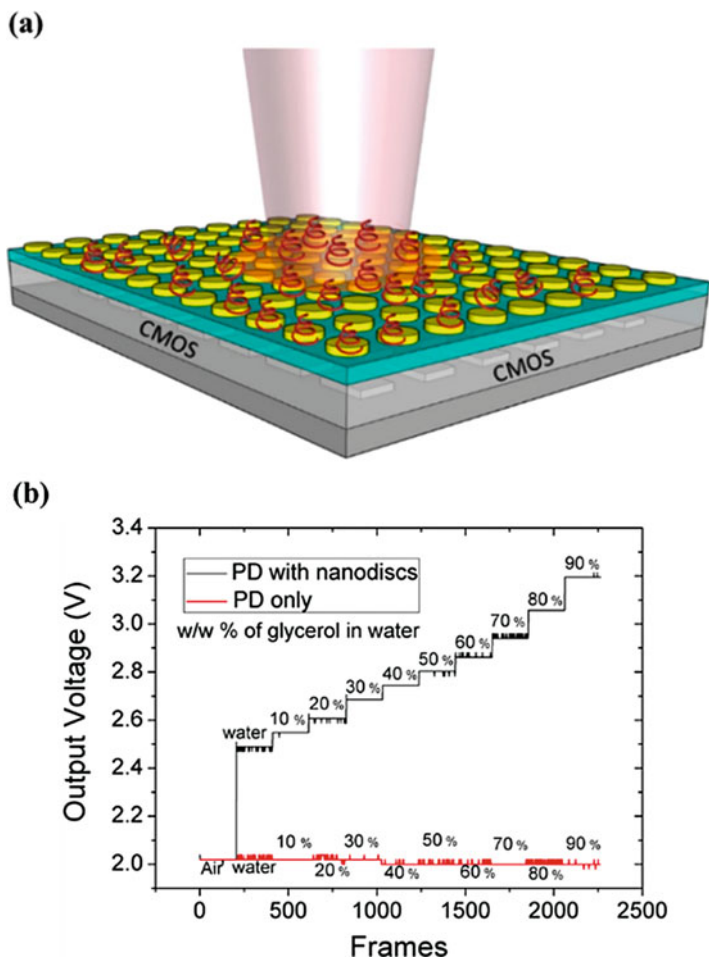 (a)
CMOS
CMOS
(b)
Output Voltage (V)
3.4
3.2
3.0
2.8
2.6
2.4
2.2
2.0
PD with nanodiscs
PD only
w/w % of glycerol in water
water
10 %
20 %
30 %
40 %
50 %
60 %
70 %
80 %
90 %
Air
water
10 %
20 %
30 %
40 %
50 %
60 %
70 %
80 %
90 %
0
500
1000
1500
2000
2500
Frames